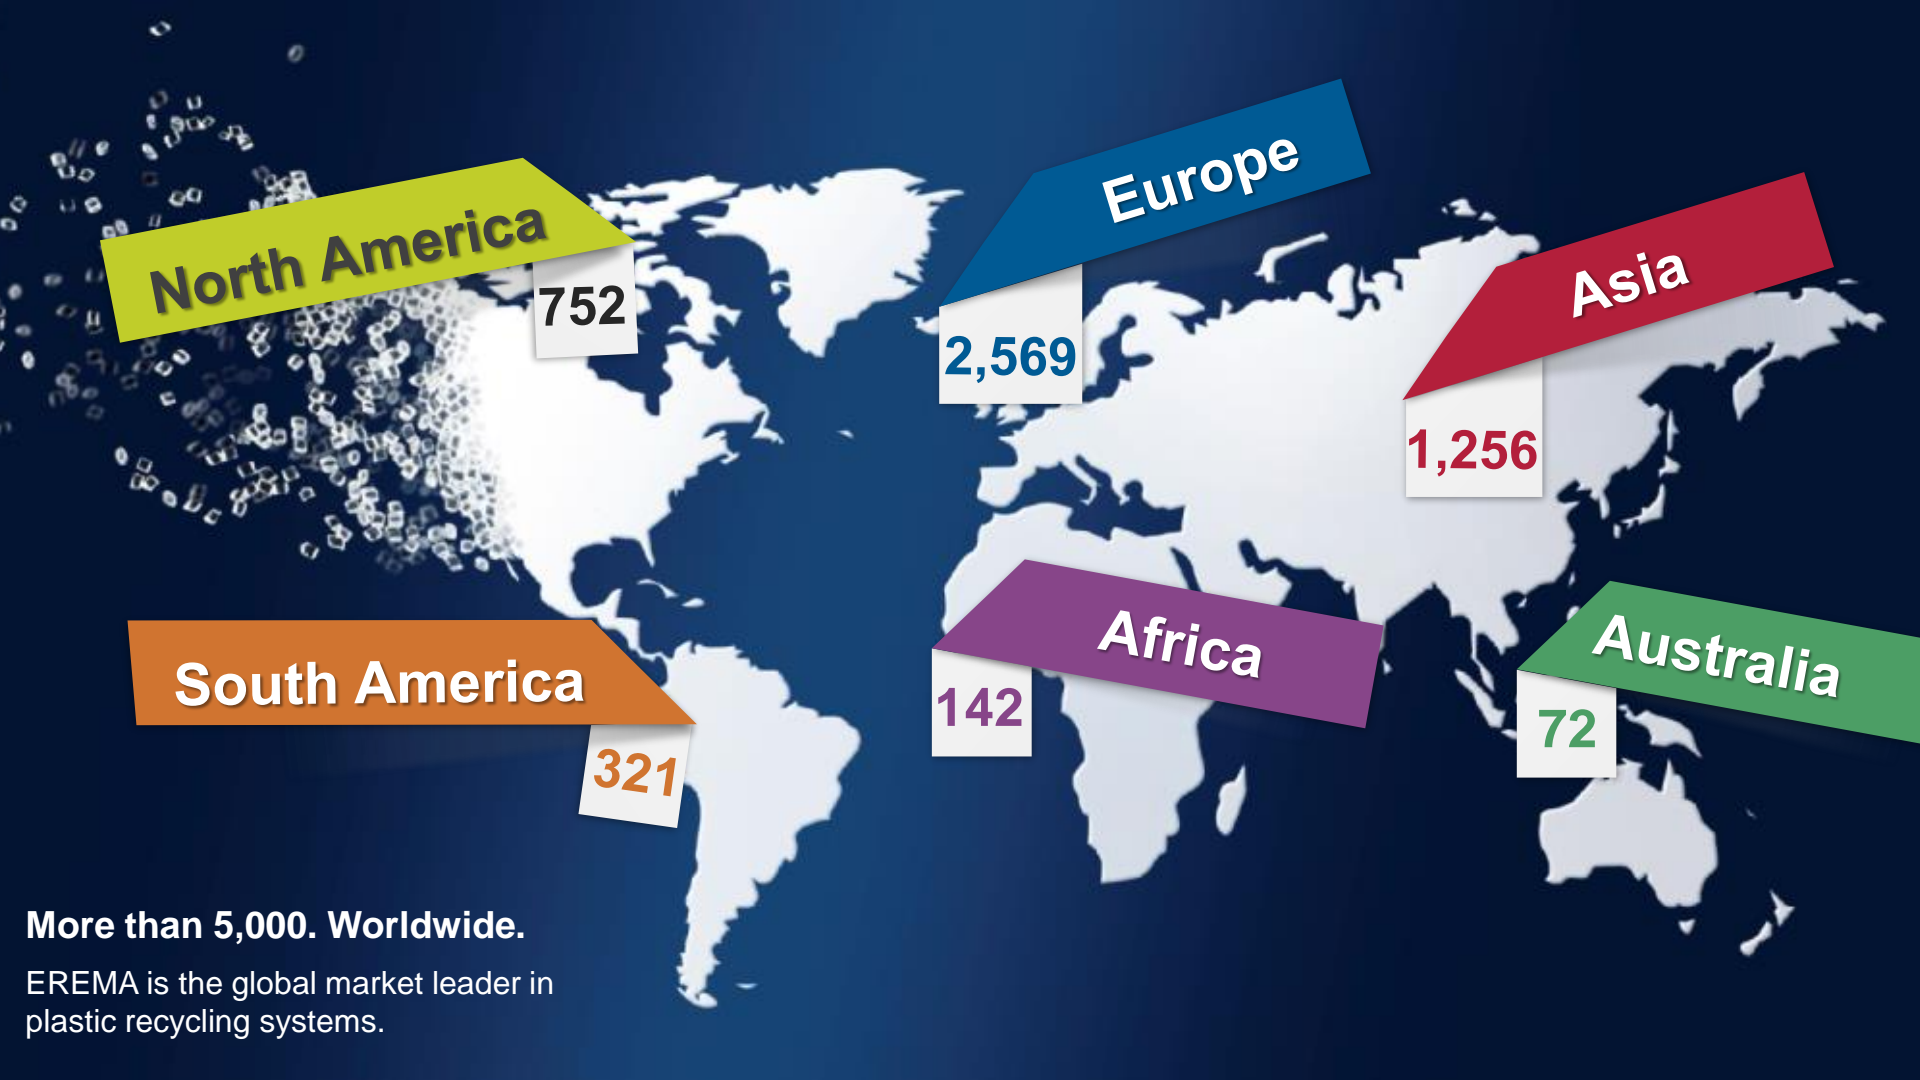 Europe
2,569
Asia
1,256
North America
752
South America
321
Africa
142
Australia
72
More than 5,000. Worldwide.
EREMA is the global market leader in
plastic recycling systems.